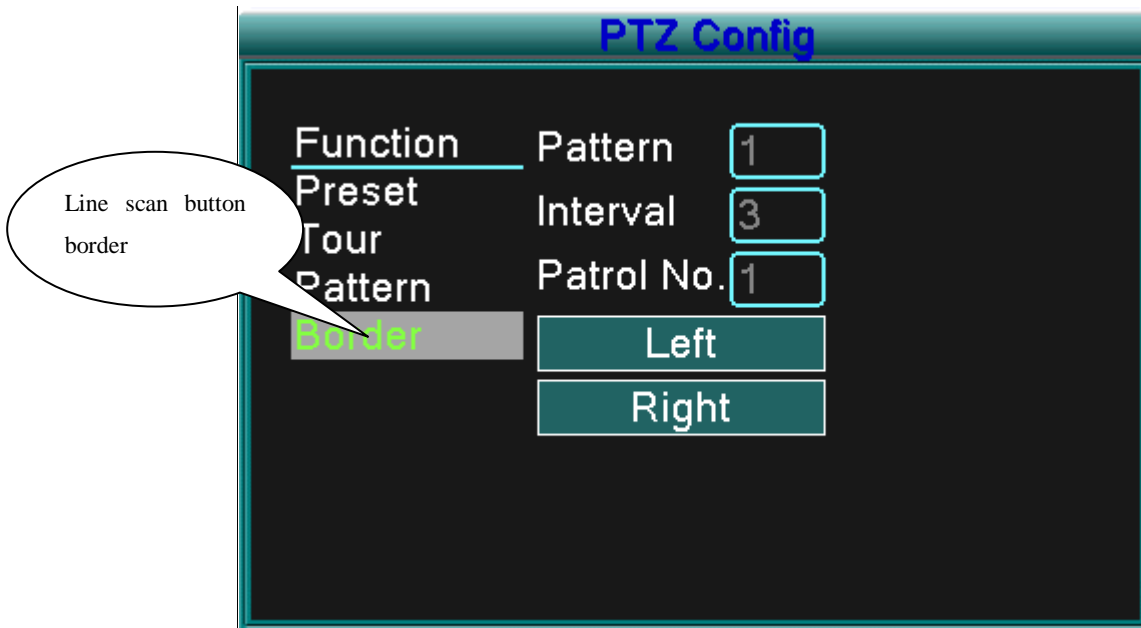 PTZ Config
Line scan button
border
Function
Preset
Tour
Pattern
Border
Pattern 1
Interval 3
Patrol No. 1
Left
Right